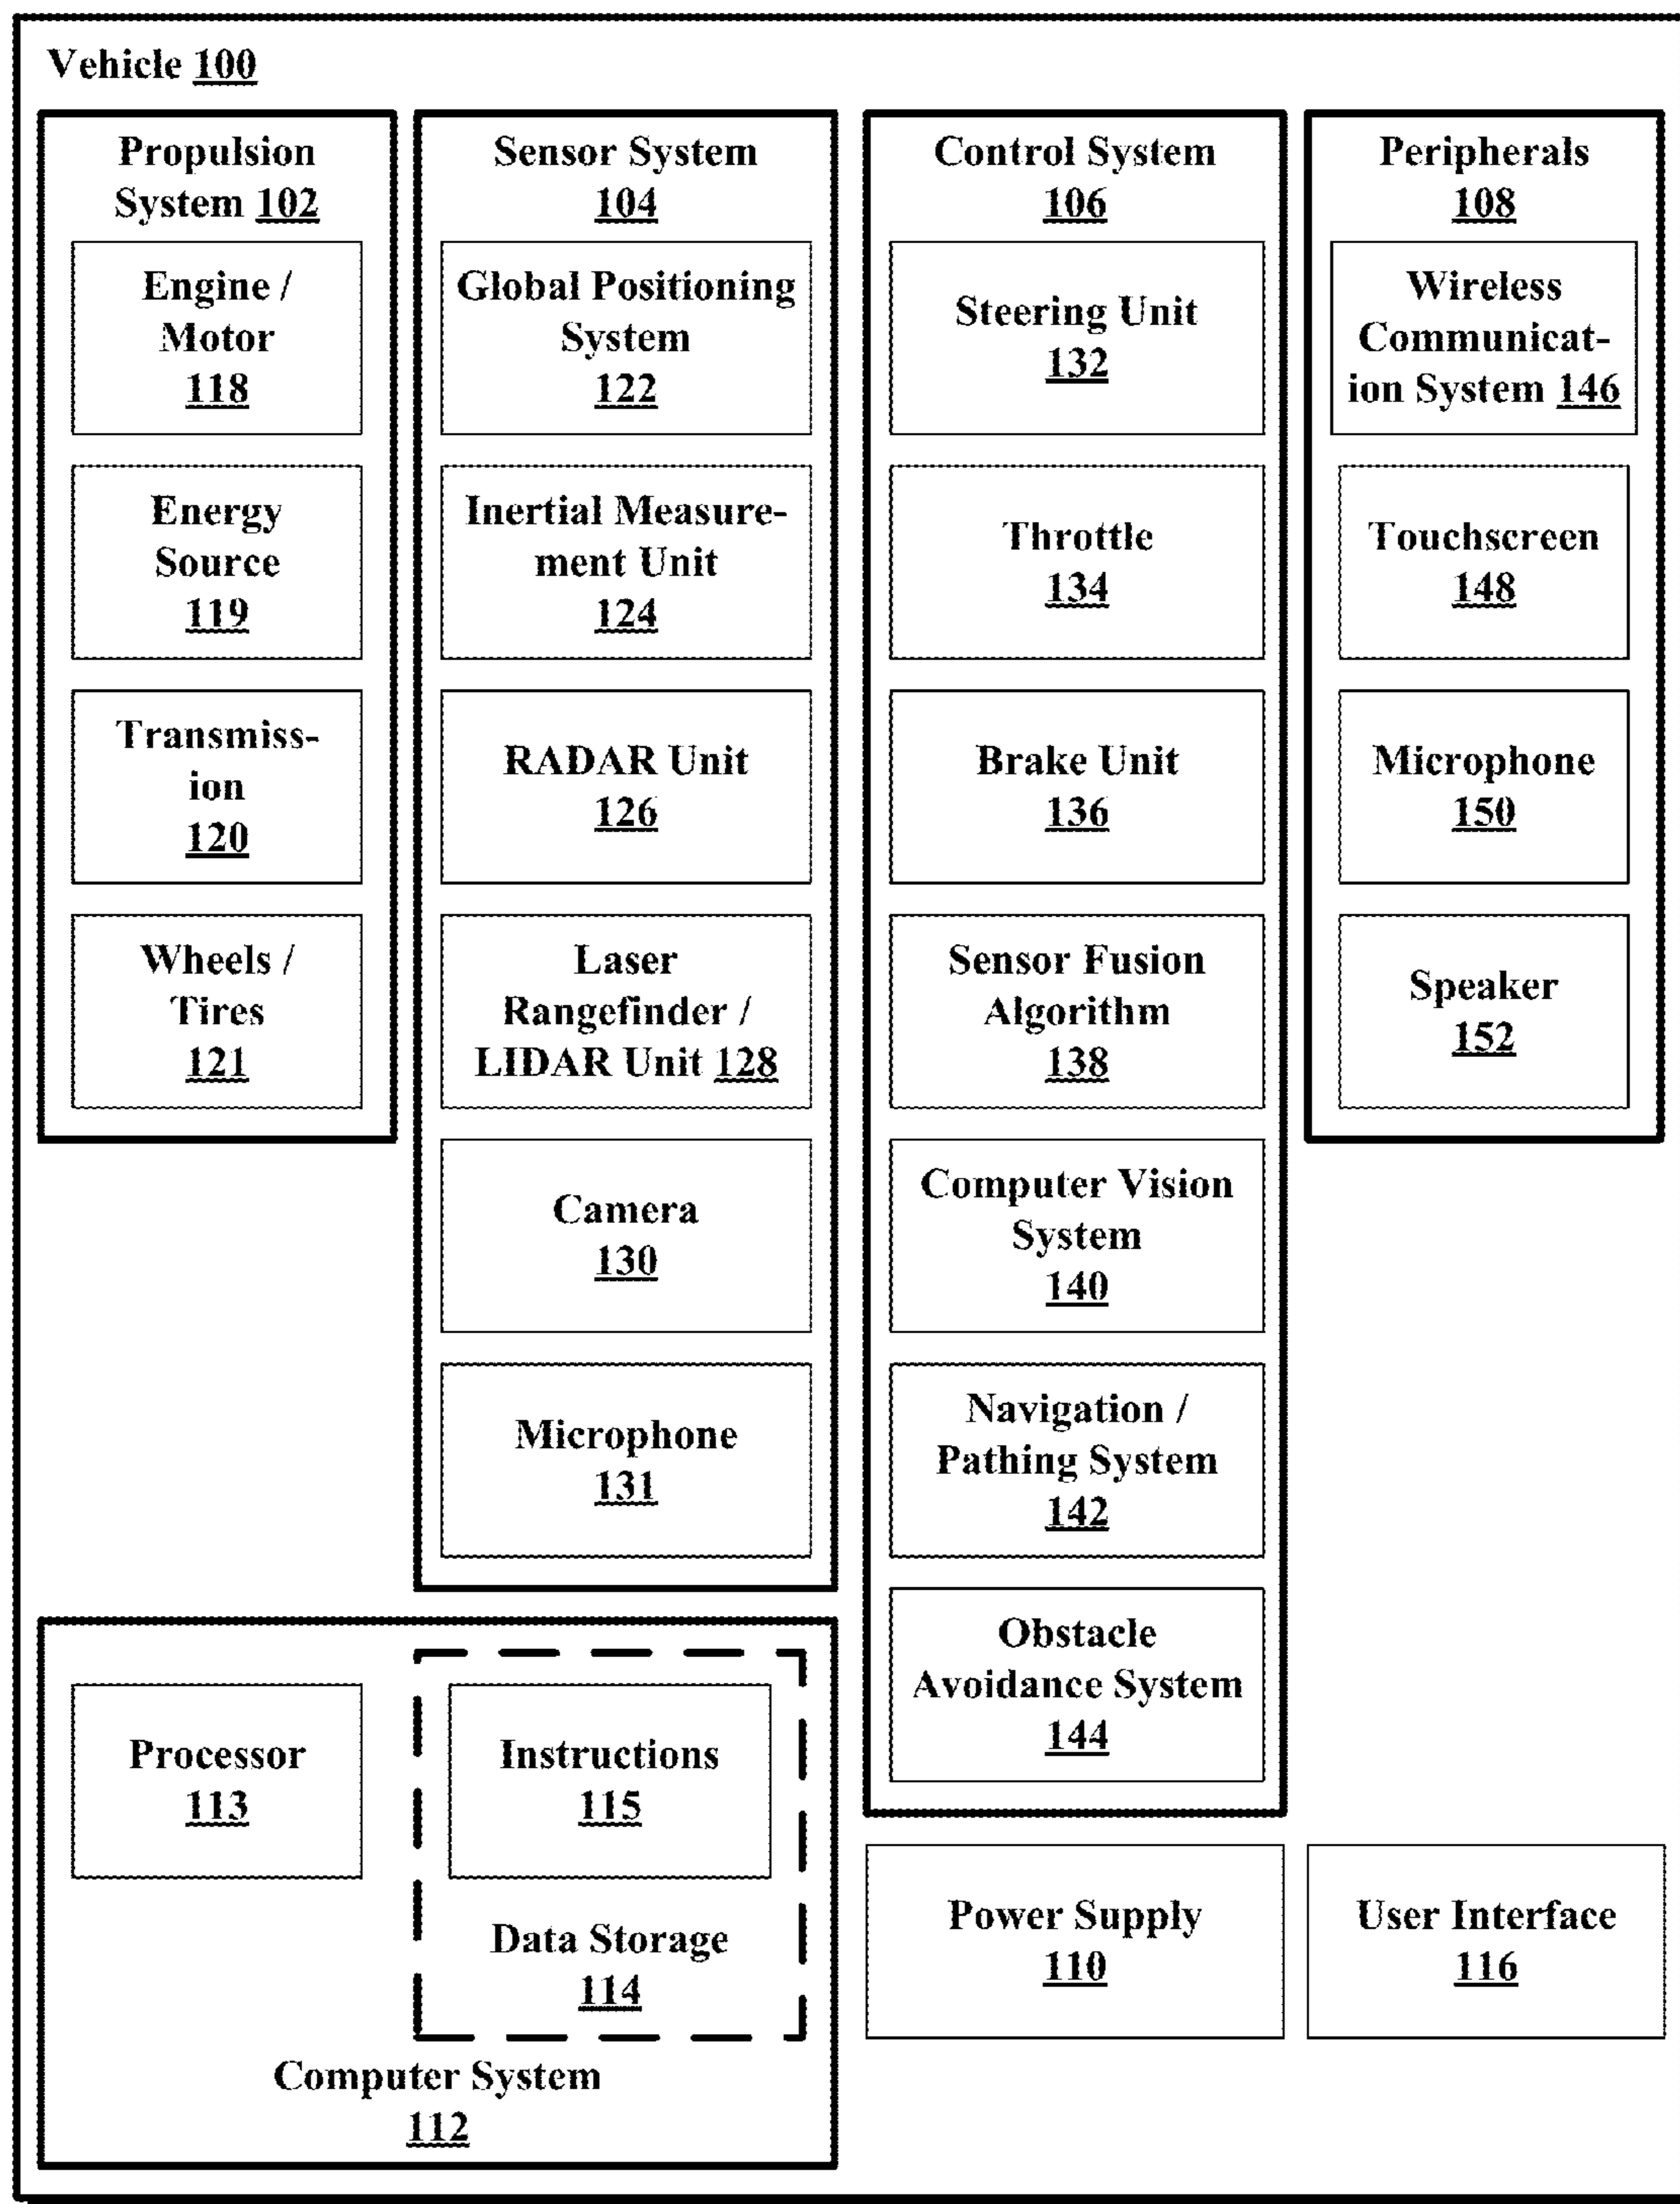 Vehicle 100
Propulsion
System 102
Engine /
Motor
118
Energy
Source
119
Transmiss-
ion
120
Wheels /
Tires
121
Sensor System
104
Global Positioning
System
122
Inertial Measure-
ment Unit
124
RADAR Unit
126
Laser
Rangefinder /
LIDAR Unit 128
Camera
130
Microphone
131
Control System
106
Steering Unit
132
Throttle
134
Brake Unit
136
Sensor Fusion
Algorithm
138
Computer Vision
System
140
Navigation /
Pathing System
142
Obstacle
Avoidance System
144
Peripherals
108
Wireless
Communicat-
ion System 146
Touchscreen
148
Microphone
150
Speaker
152
Processor
113
Instructions
115
Data Storage
114
Computer System
112
Power Supply
110
User Interface
116